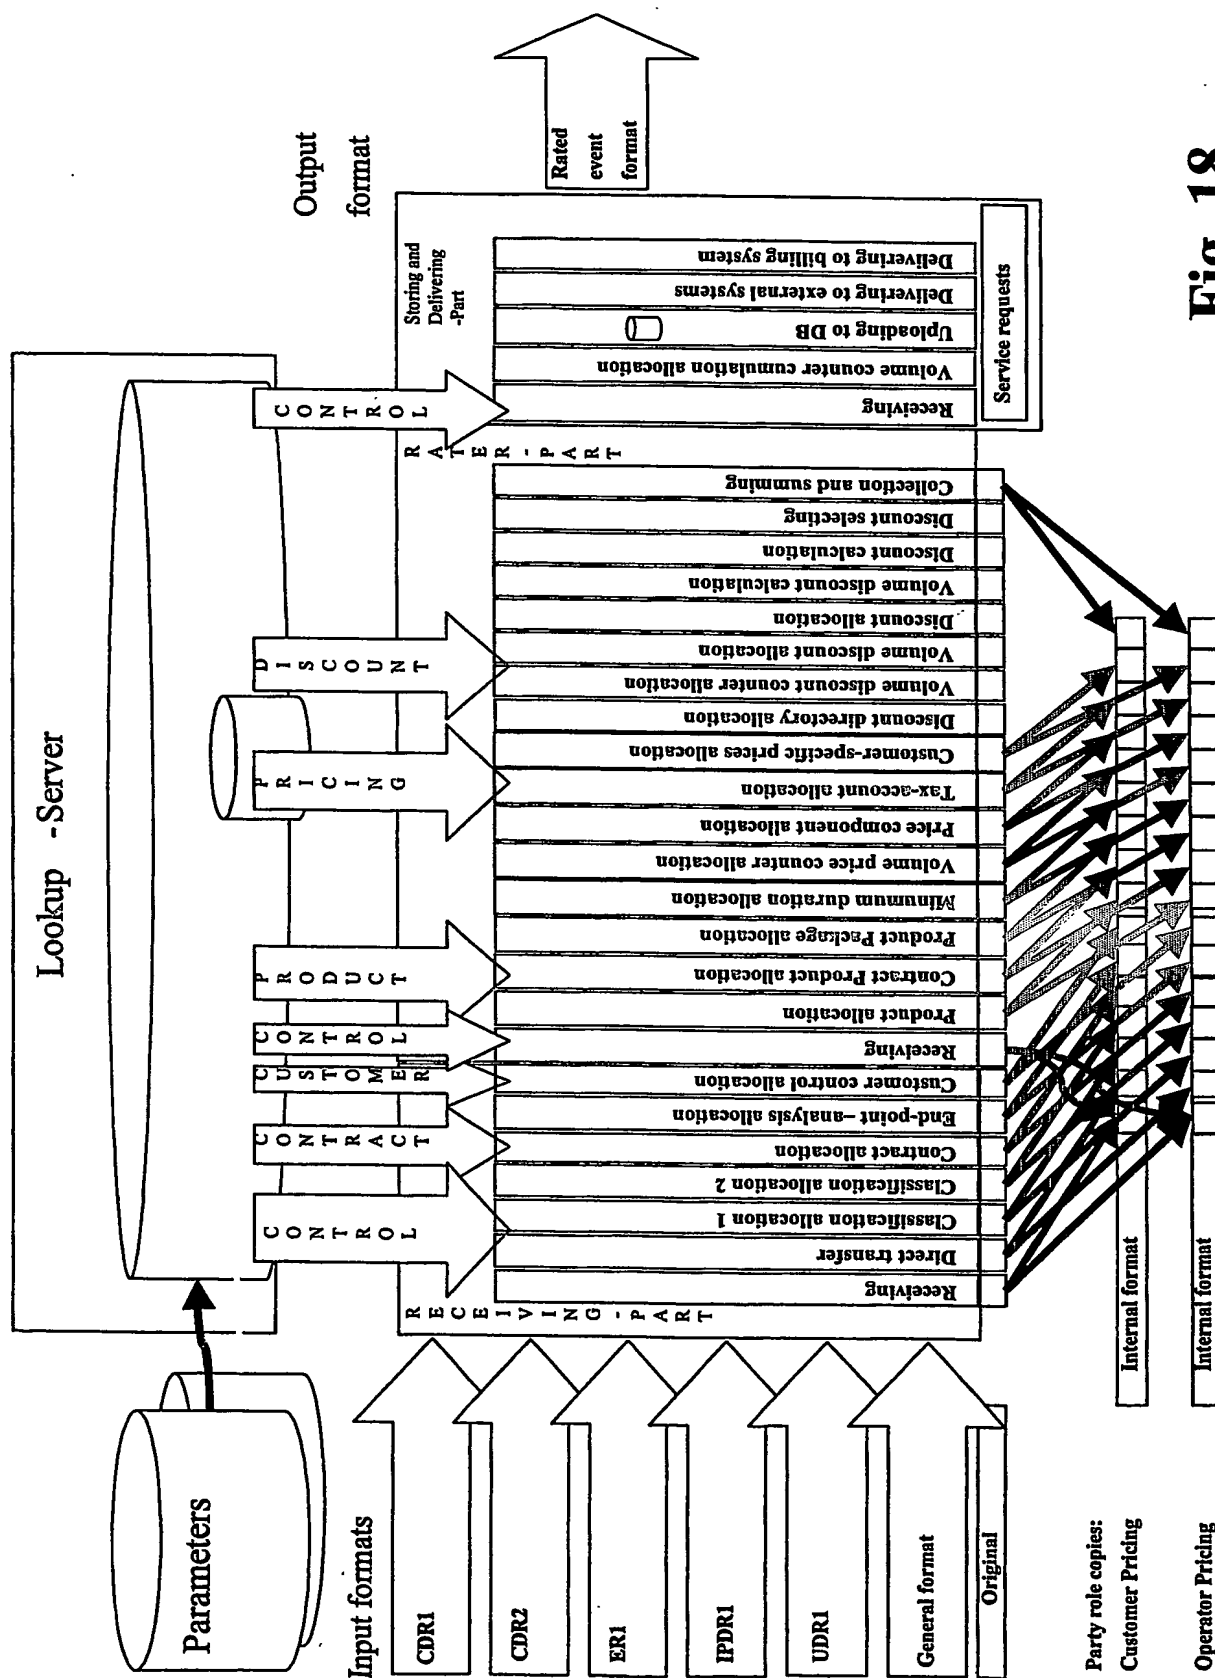 Lookup -Server
Parameters
Input formats
CDR1
CDR2
ER1
IPDR1
UDR1
General format
Original
CONTROL
CONTRACT
CUSTOMER
CONTROL
PRODUCT
PRICING
DISCOUNT
CONTROL
RECEIVING-PART
Receiving
Direct transfer
Classification allocation 1
Classification allocation 2
Contract allocation
End-point –analysis allocation
Customer control allocation
RATER-PART
Receiving
Product allocation
Contract Product allocation
Product Package allocation
Minumum duration allocation
Volume price counter allocation
Price component allocation
Tax-account allocation
Customer-specific prices allocation
Discount directory allocation
Volume discount counter allocation
Volume discount allocation
Discount allocation
Volume discount calculation
Discount calculation
Discount selecting
Collection and summing
Storing and
Delivering
-Part
Receiving
Volume counter cumulation allocation
Uploading to DB
Delivering to external systems
Delivering to billing system
Service requests
Output
format
Rated
event
format
Party role copies:
Customer Pricing
Internal format
Operator Pricing
Internal format
Fig. 18